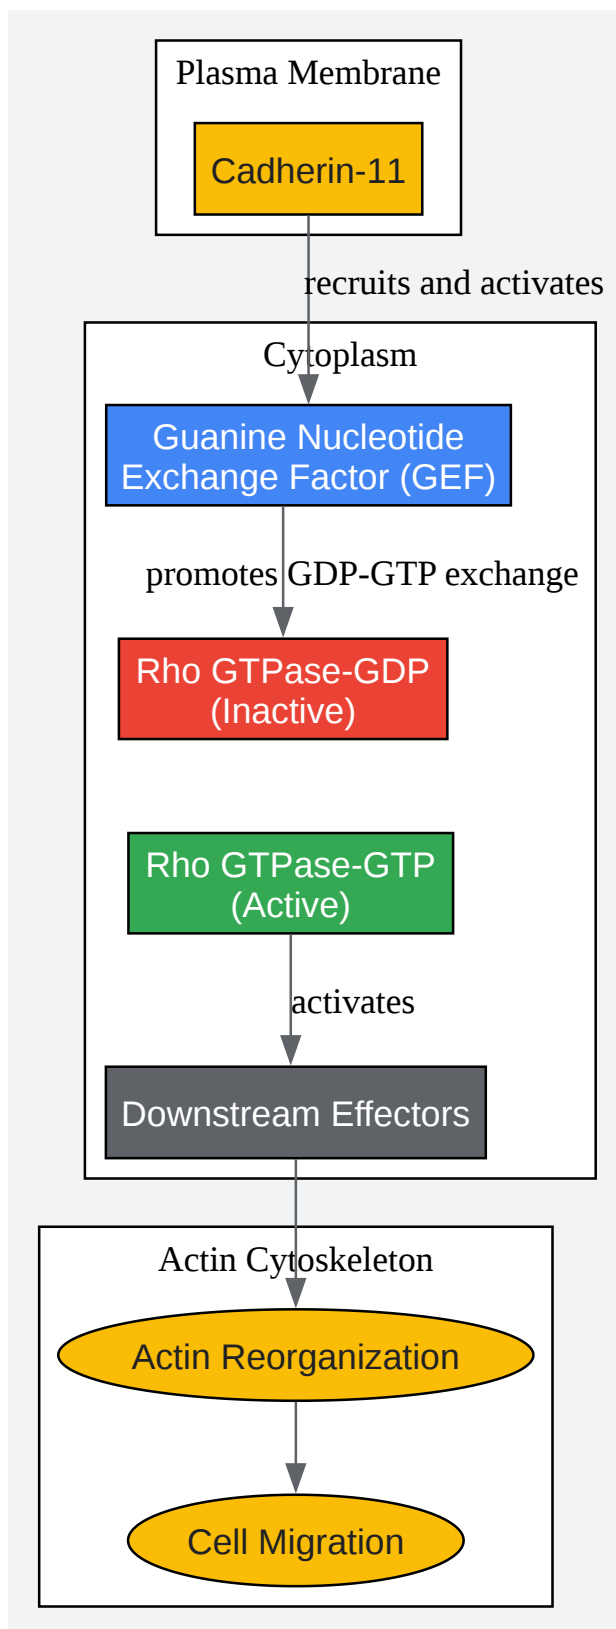 Plasma Membrane
Cadherin-11
recruits and activates
Cytoplasm
Guanine Nucleotide
Exchange Factor (GEF)
promotes GDP-GTP exchange
Rho GTPase-GDP
(Inactive)
Rho GTPase-GTP
(Active)
activates
Downstream Effectors
Actin Cytoskeleton
Actin Reorganization
Cell Migration